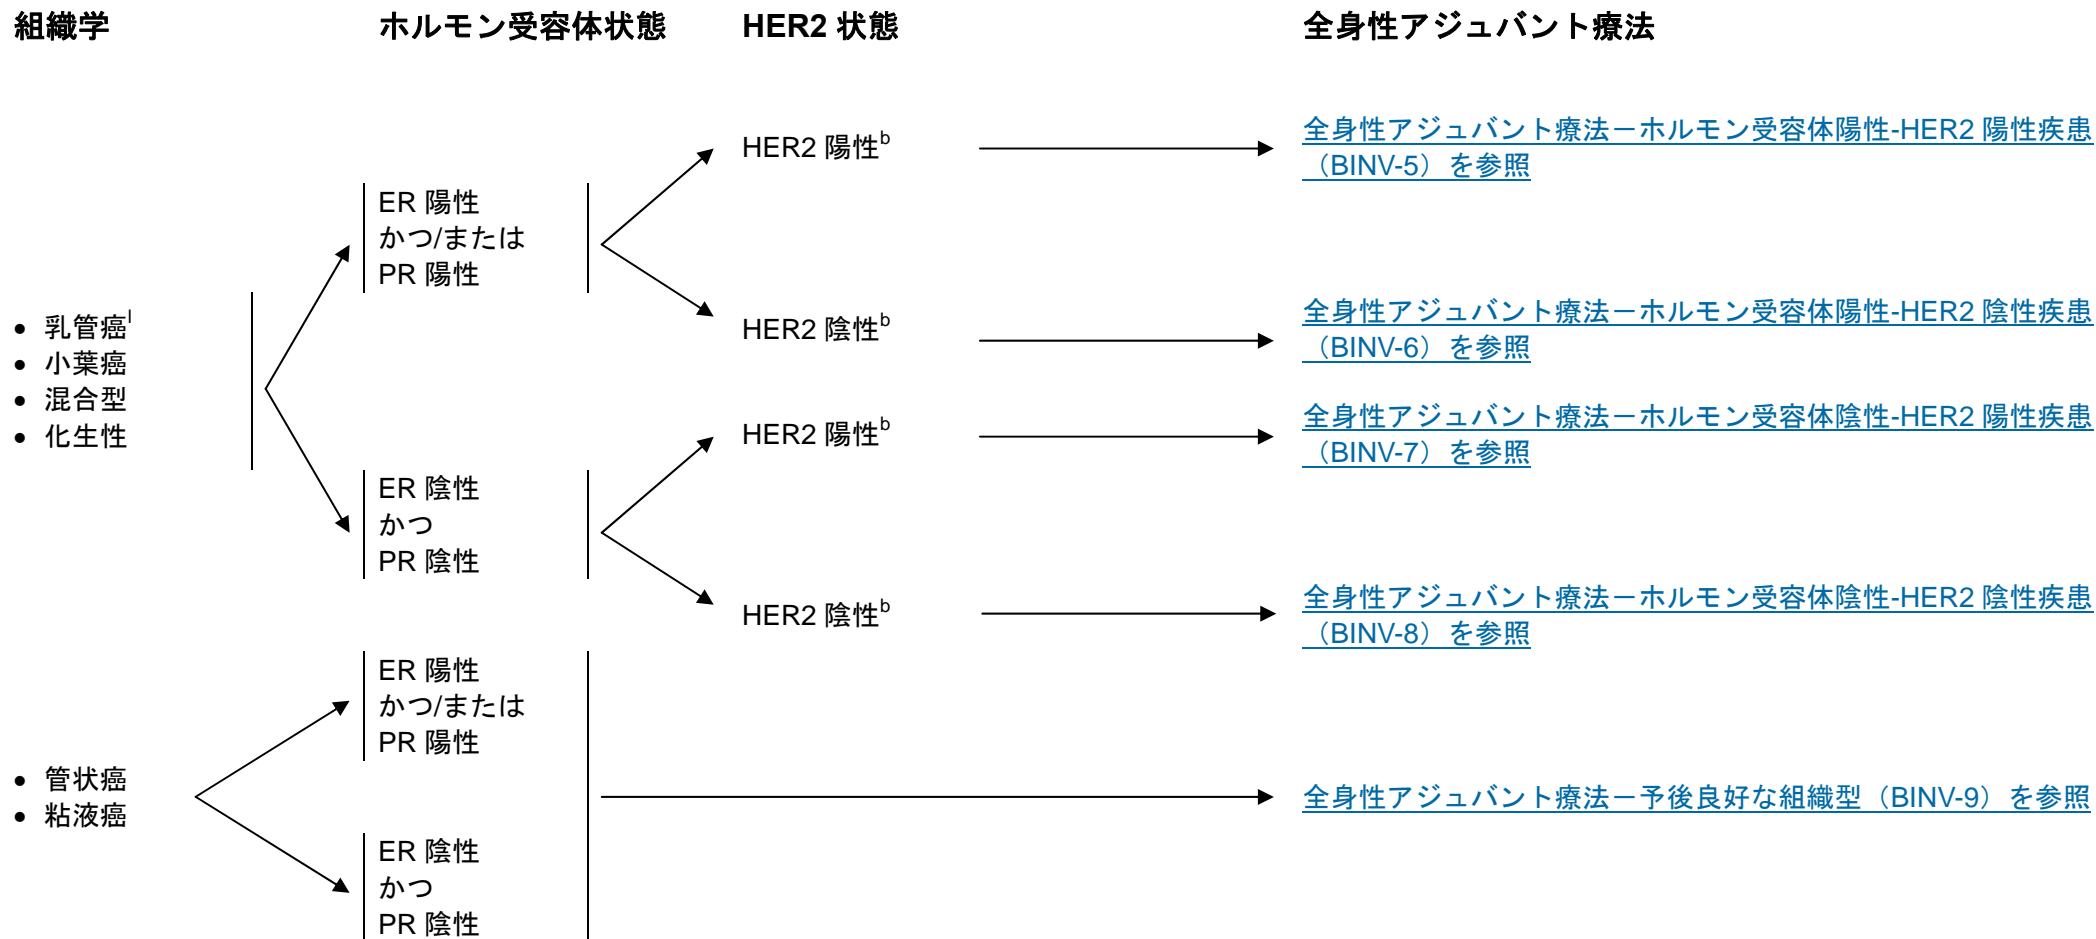 組織学 ホルモン受容体状態 HER2 状態 全身性アジュバント療法
HER2 陽性b
全身性アジュバント療法－ホルモン受容体陽性-HER2 陽性疾患
（BINV-5）を参照
ER 陽性
かつ/または
PR 陽性
HER2 陰性b
全身性アジュバント療法－ホルモン受容体陽性-HER2 陰性疾患
（BINV-6）を参照
• 乳管癌l
• 小葉癌
• 混合型
• 化生性
HER2 陽性b
全身性アジュバント療法－ホルモン受容体陰性-HER2 陽性疾患
（BINV-7）を参照
ER 陰性
かつ
PR 陰性
HER2 陰性b
全身性アジュバント療法－ホルモン受容体陰性-HER2 陰性疾患
（BINV-8）を参照
ER 陽性
かつ/または
PR 陽性
• 管状癌
• 粘液癌
全身性アジュバント療法－予後良好な組織型（BINV-9）を参照
ER 陰性
かつ
PR 陰性